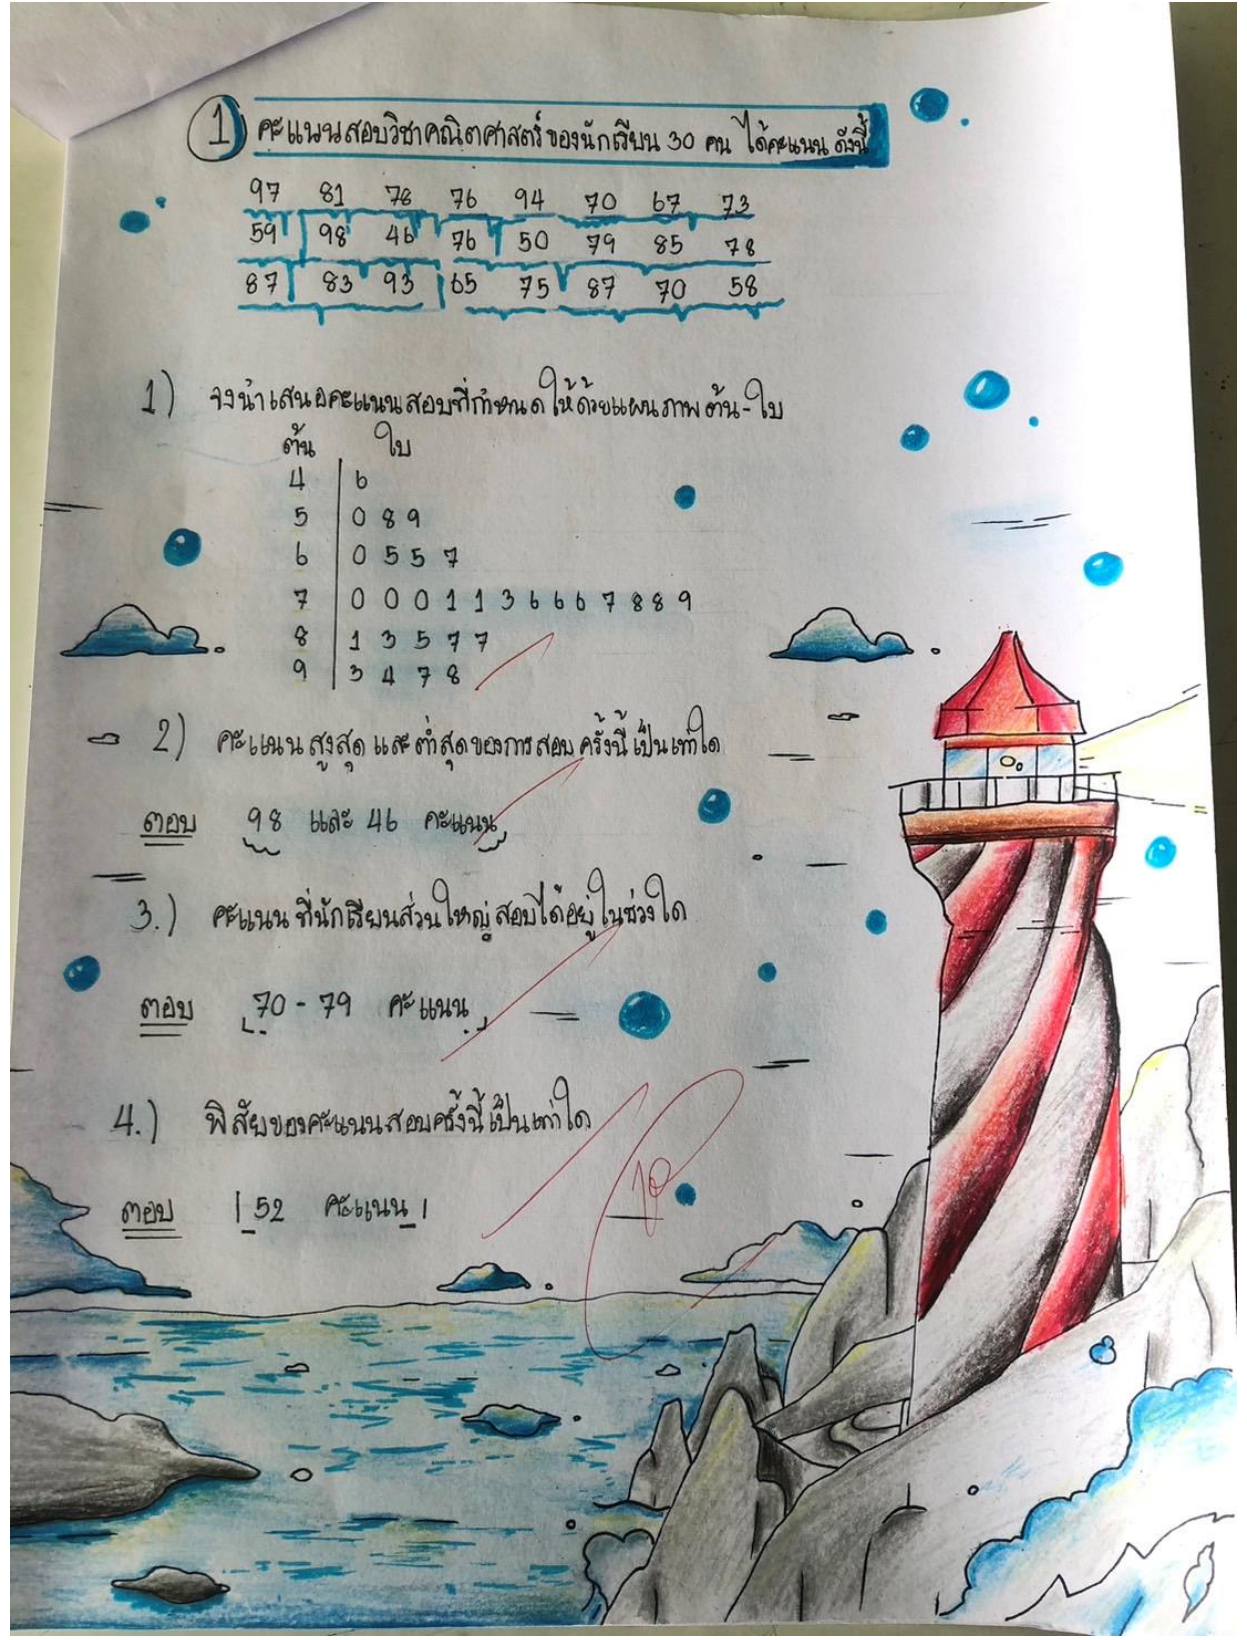 1) คะแนนสอบวิชาคณิตศาสตร์ของนักเรียน 30 คน ได้คะแนน ดังนี้
97 81 78 76 94 70 67 73
59 98 46 76 50 79 85 78
87 83 93 65 75 87 70 58
1) จงนำเสนอคะแนนสอบที่กำหนดให้ด้วยแผนภาพ ต้น-ใบ
ต้น ใบ
4 6
5 0 8 9
6 0 5 5 7
7 0 0 0 1 1 3 6 6 6 7 8 8 9
8 1 3 5 7 7
9 3 4 7 8
2) คะแนน สูงสุด และ ต่ำสุดของการสอบ ครั้งนี้ เป็น เท่าใด
ตอบ 98 และ 46 คะแนน
3.) คะแนน ที่นักเรียนส่วนใหญ่ สอบได้อยู่ ในช่วงใด
ตอบ 70 - 79 คะแนน
4.) พิสัยของคะแนนสอบครั้งนี้ เป็นเท่าใด
ตอบ 52 คะแนน
10